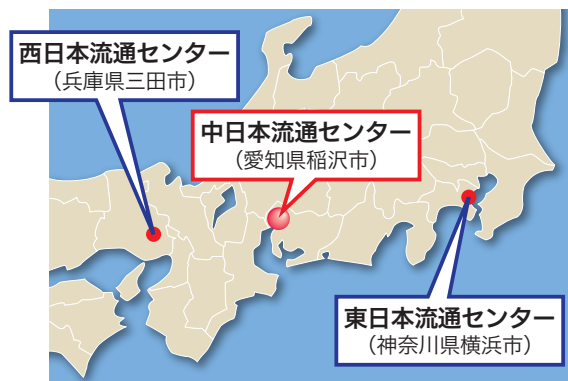 西日本流通センター
（兵庫県三田市）
中日本流通センター
（愛知県稲沢市）
東日本流通センター
（神奈川県横浜市）